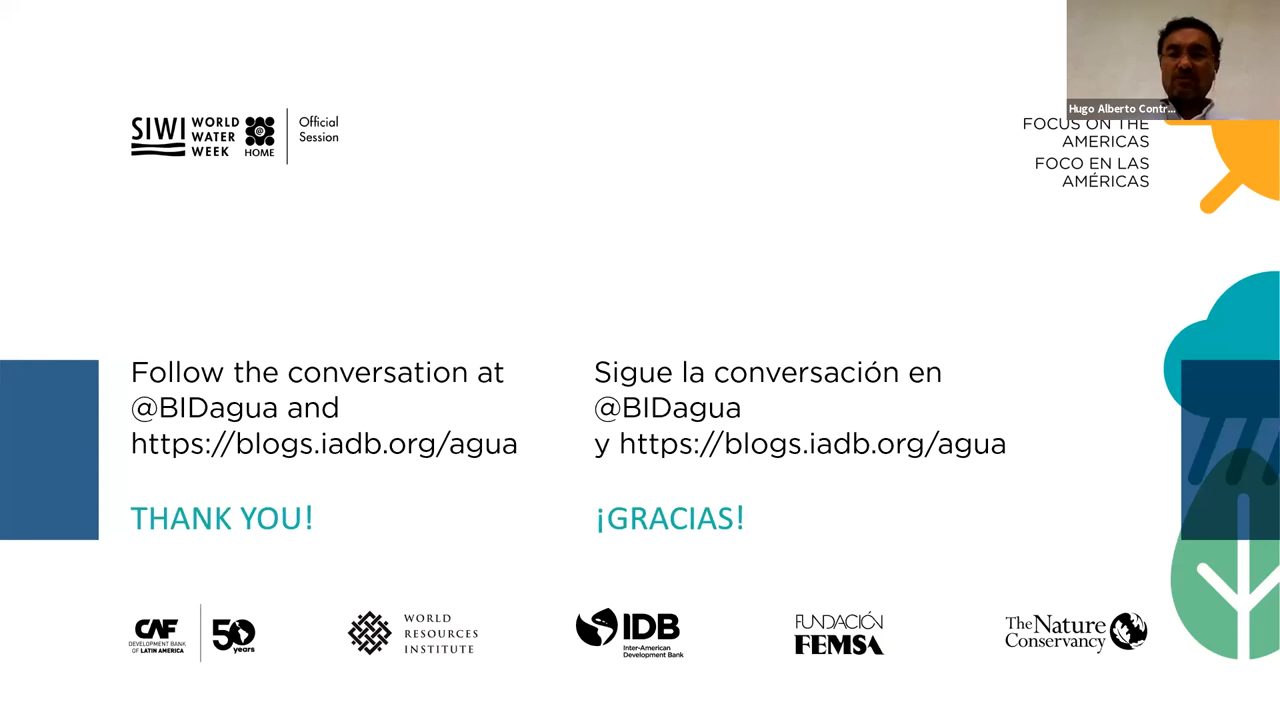 Hugo Alberto Contr...
SIWI
WORLD
WATER
WEEK
@
HOME
Official
Session
FOCUS ON THE
AMERICAS
FOCO EN LAS
AMÉRICAS
Follow the conversation at
@BIDagua and
https://blogs.iadb.org/agua
THANK YOU!
Sigue la conversación en
@BIDagua
y https://blogs.iadb.org/agua
¡GRACIAS!
CAF
DEVELOPMENT BANK
OF LATIN AMERICA
50
years
WORLD
RESOURCES
INSTITUTE
IDB
Inter-American
Development Bank
FUNDACIÓN
FEMSA
The Nature
Conservancy